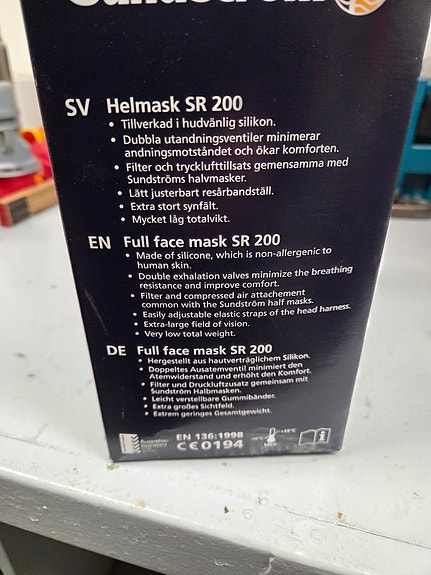 Sundström
SV Helmask SR 200
• Tillverkad i hudvänlig silikon.
• Dubbla utandningsventiler minimerar
andningsmotståndet och ökar komforten.
• Filter och trycklufttillsats gemensamma med
Sundströms halvmasker.
• Lätt justerbart resårbandställ.
• Extra stort synfält.
• Mycket låg totalvikt.
EN Full face mask SR 200
• Made of silicone, which is non-allergenic to
human skin.
• Double exhalation valves minimize the breathing
resistance and improve comfort.
• Filter and compressed air attachement
common with the Sundström half masks.
• Easily adjustable elastic straps of the head harness.
• Extra-large field of vision.
• Very low total weight.
DE Full face mask SR 200
• Hergestellt aus hautverträglichem Silikon.
• Doppeltes Ausatemventil minimiert den
Atemwiderstand und erhöht den Komfort.
• Filter und Druckluftzusatz gemeinsam mit
Sundström Halbmasken.
• Leicht verstellbare Gummibänder.
• Extra großes Sichtfeld.
• Extrem geringes Gesamtgewicht.
Australian
Standard
EN 136:1998
CE0194